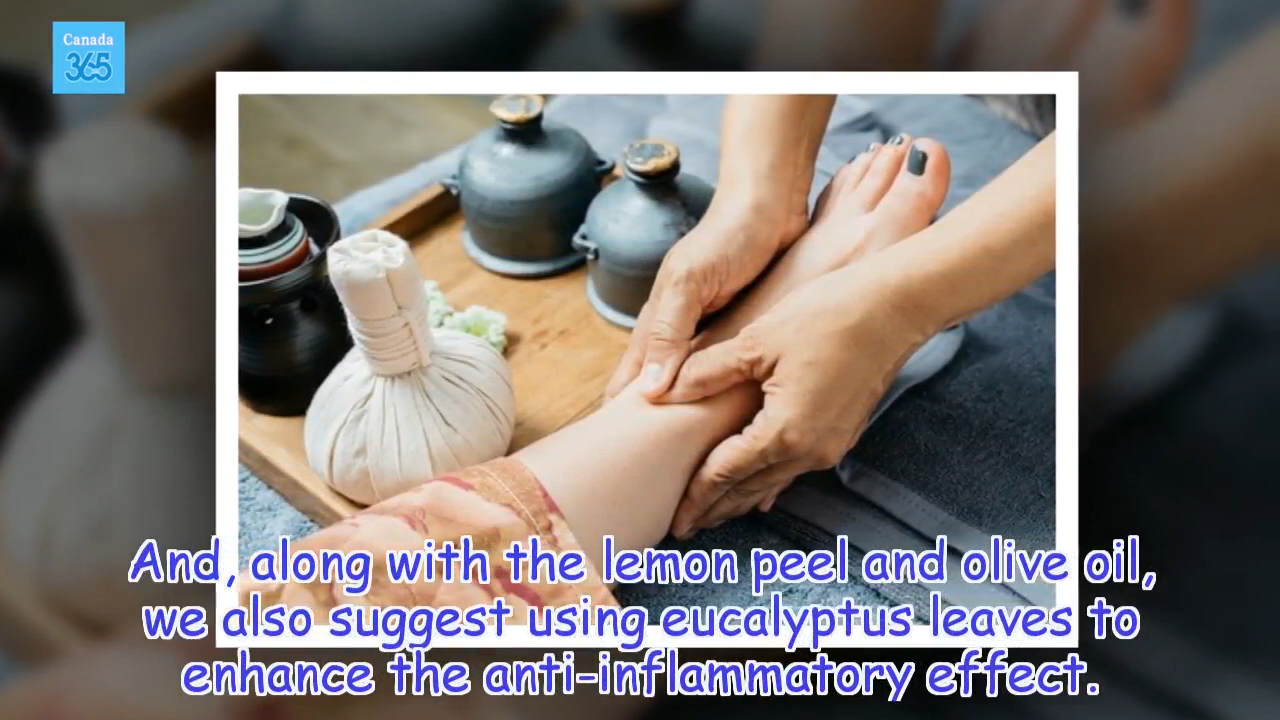 Canada
365
And, along with the lemon peel and olive oil,
we also suggest using eucalyptus leaves to
enhance the anti-inflammatory effect.